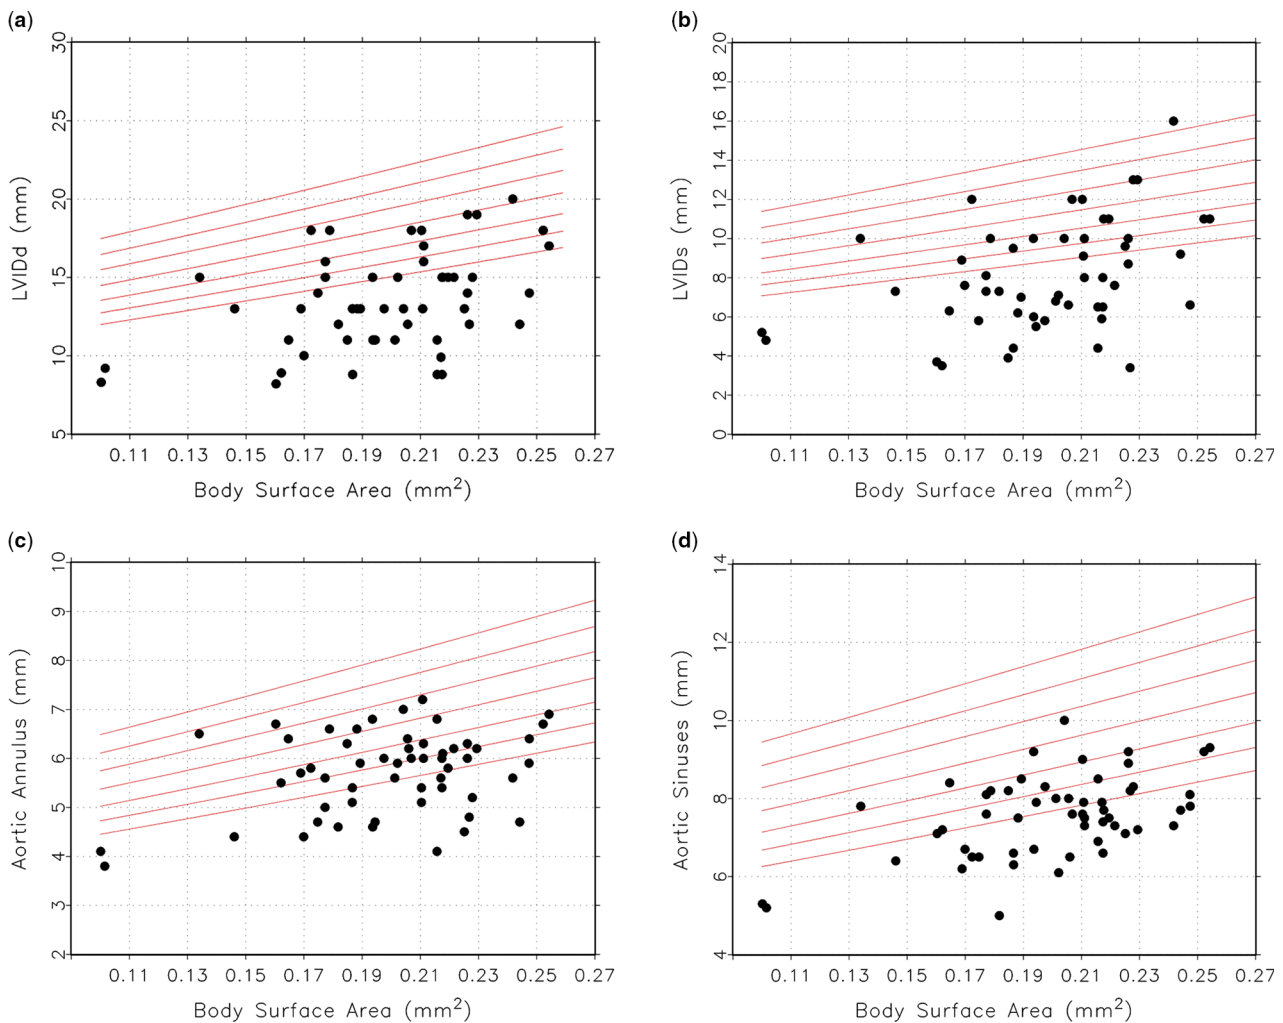 (a)
30
25
20
15
10
5
LVIDd (mm)
0.11 0.13 0.15 0.17 0.19 0.21 0.23 0.25 0.27
Body Surface Area (mm2)
(b)
20
18
16
14
12
10
8
6
4
2
0
LVIDs (mm)
0.11 0.13 0.15 0.17 0.19 0.21 0.23 0.25 0.27
Body Surface Area (mm2)
(c)
10
9
8
7
6
5
4
3
2
Aortic Annulus (mm)
0.11 0.13 0.15 0.17 0.19 0.21 0.23 0.25 0.27
Body Surface Area (mm2)
(d)
14
12
10
8
6
4
Aortic Sinuses (mm)
0.11 0.13 0.15 0.17 0.19 0.21 0.23 0.25 0.27
Body Surface Area (mm2)